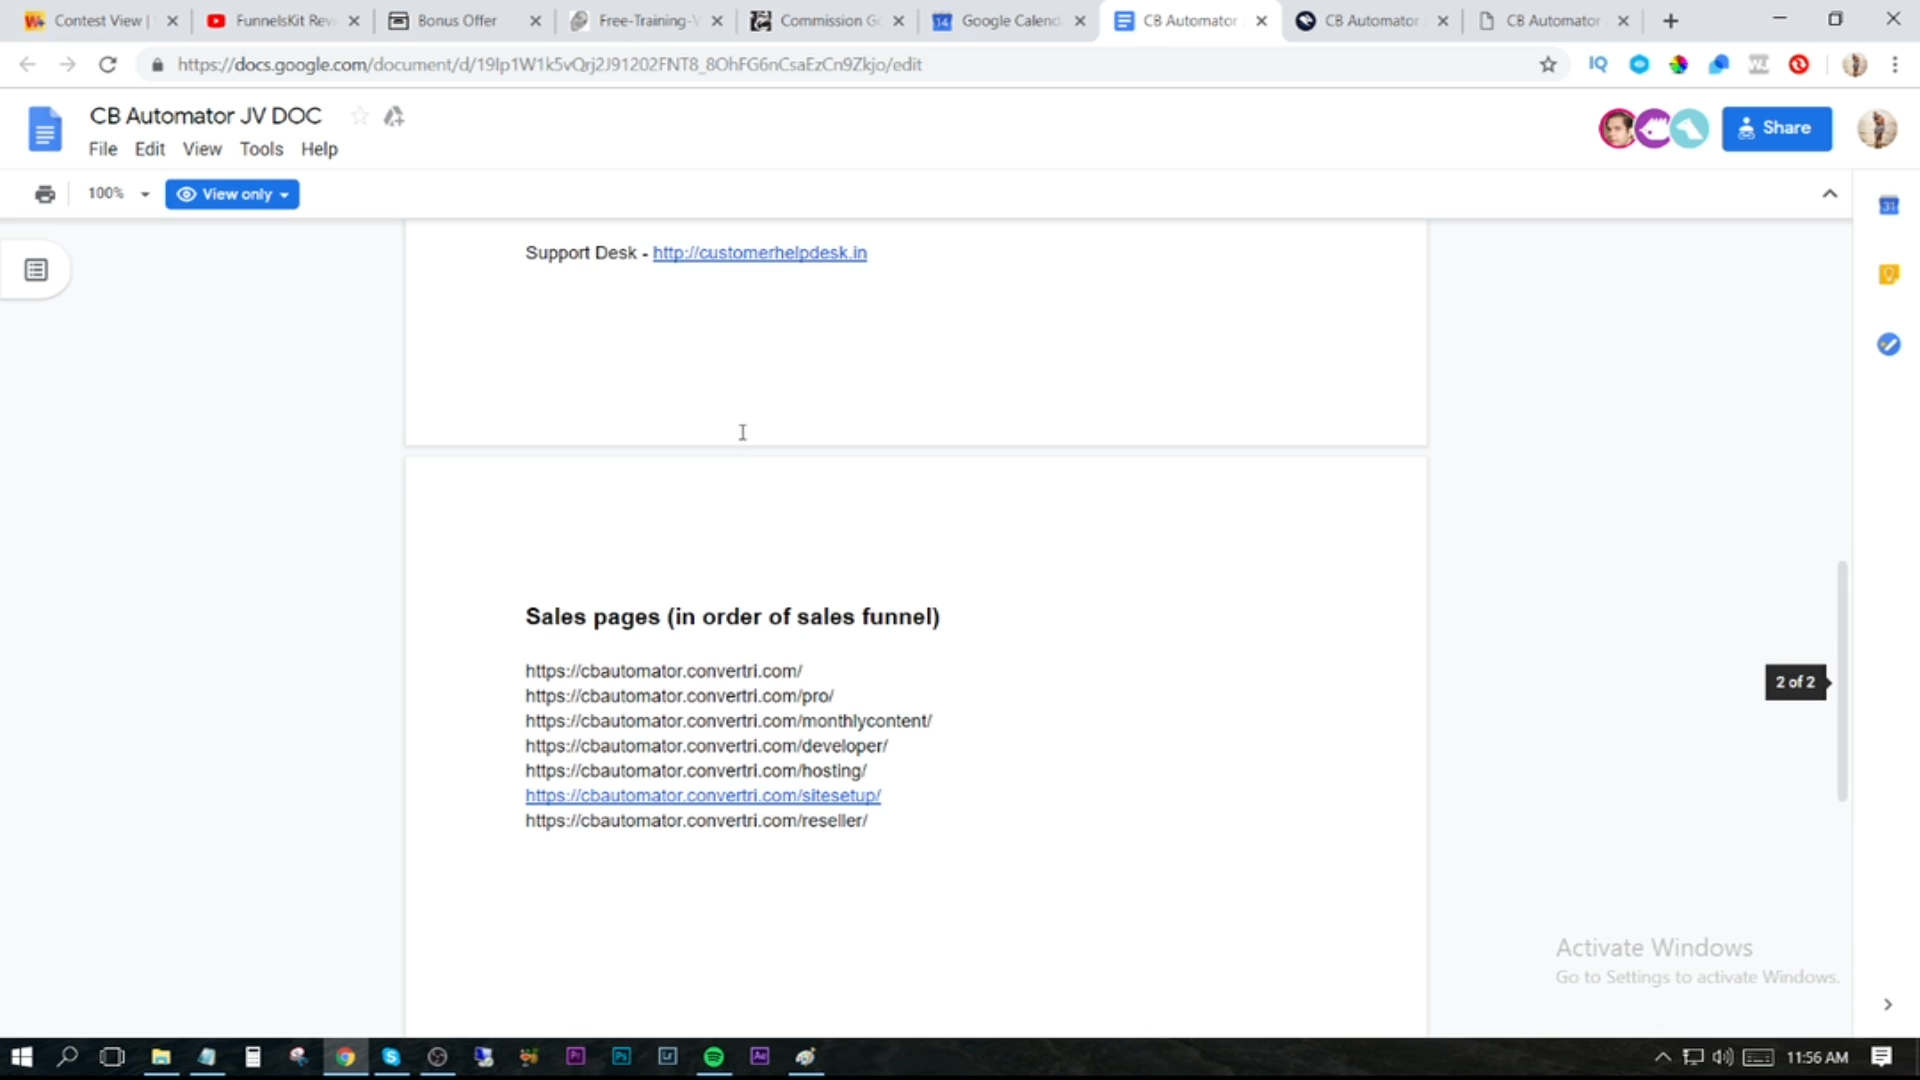 Contest View |
FunnelsKit Rev
Bonus Offer
Free-Training-V
Commission Go
Google Calend
CB Automator
CB Automator
CB Automator
https://docs.google.com/document/d/19Ip1W1k5vQrj2J91202FNT8_8OhFG6nCsaEzCn9Zkjo/edit
CB Automator JV DOC
File Edit View Tools Help
Share
100%
View only
Support Desk - http://customerhelpdesk.in
Sales pages (in order of sales funnel)
https://cbautomator.convertri.com/
https://cbautomator.convertri.com/pro/
https://cbautomator.convertri.com/monthlycontent/
https://cbautomator.convertri.com/developer/
https://cbautomator.convertri.com/hosting/
https://cbautomator.convertri.com/sitesetup/
https://cbautomator.convertri.com/reseller/
2 of 2
Activate Windows
Go to Settings to activate Windows.
11:56 AM